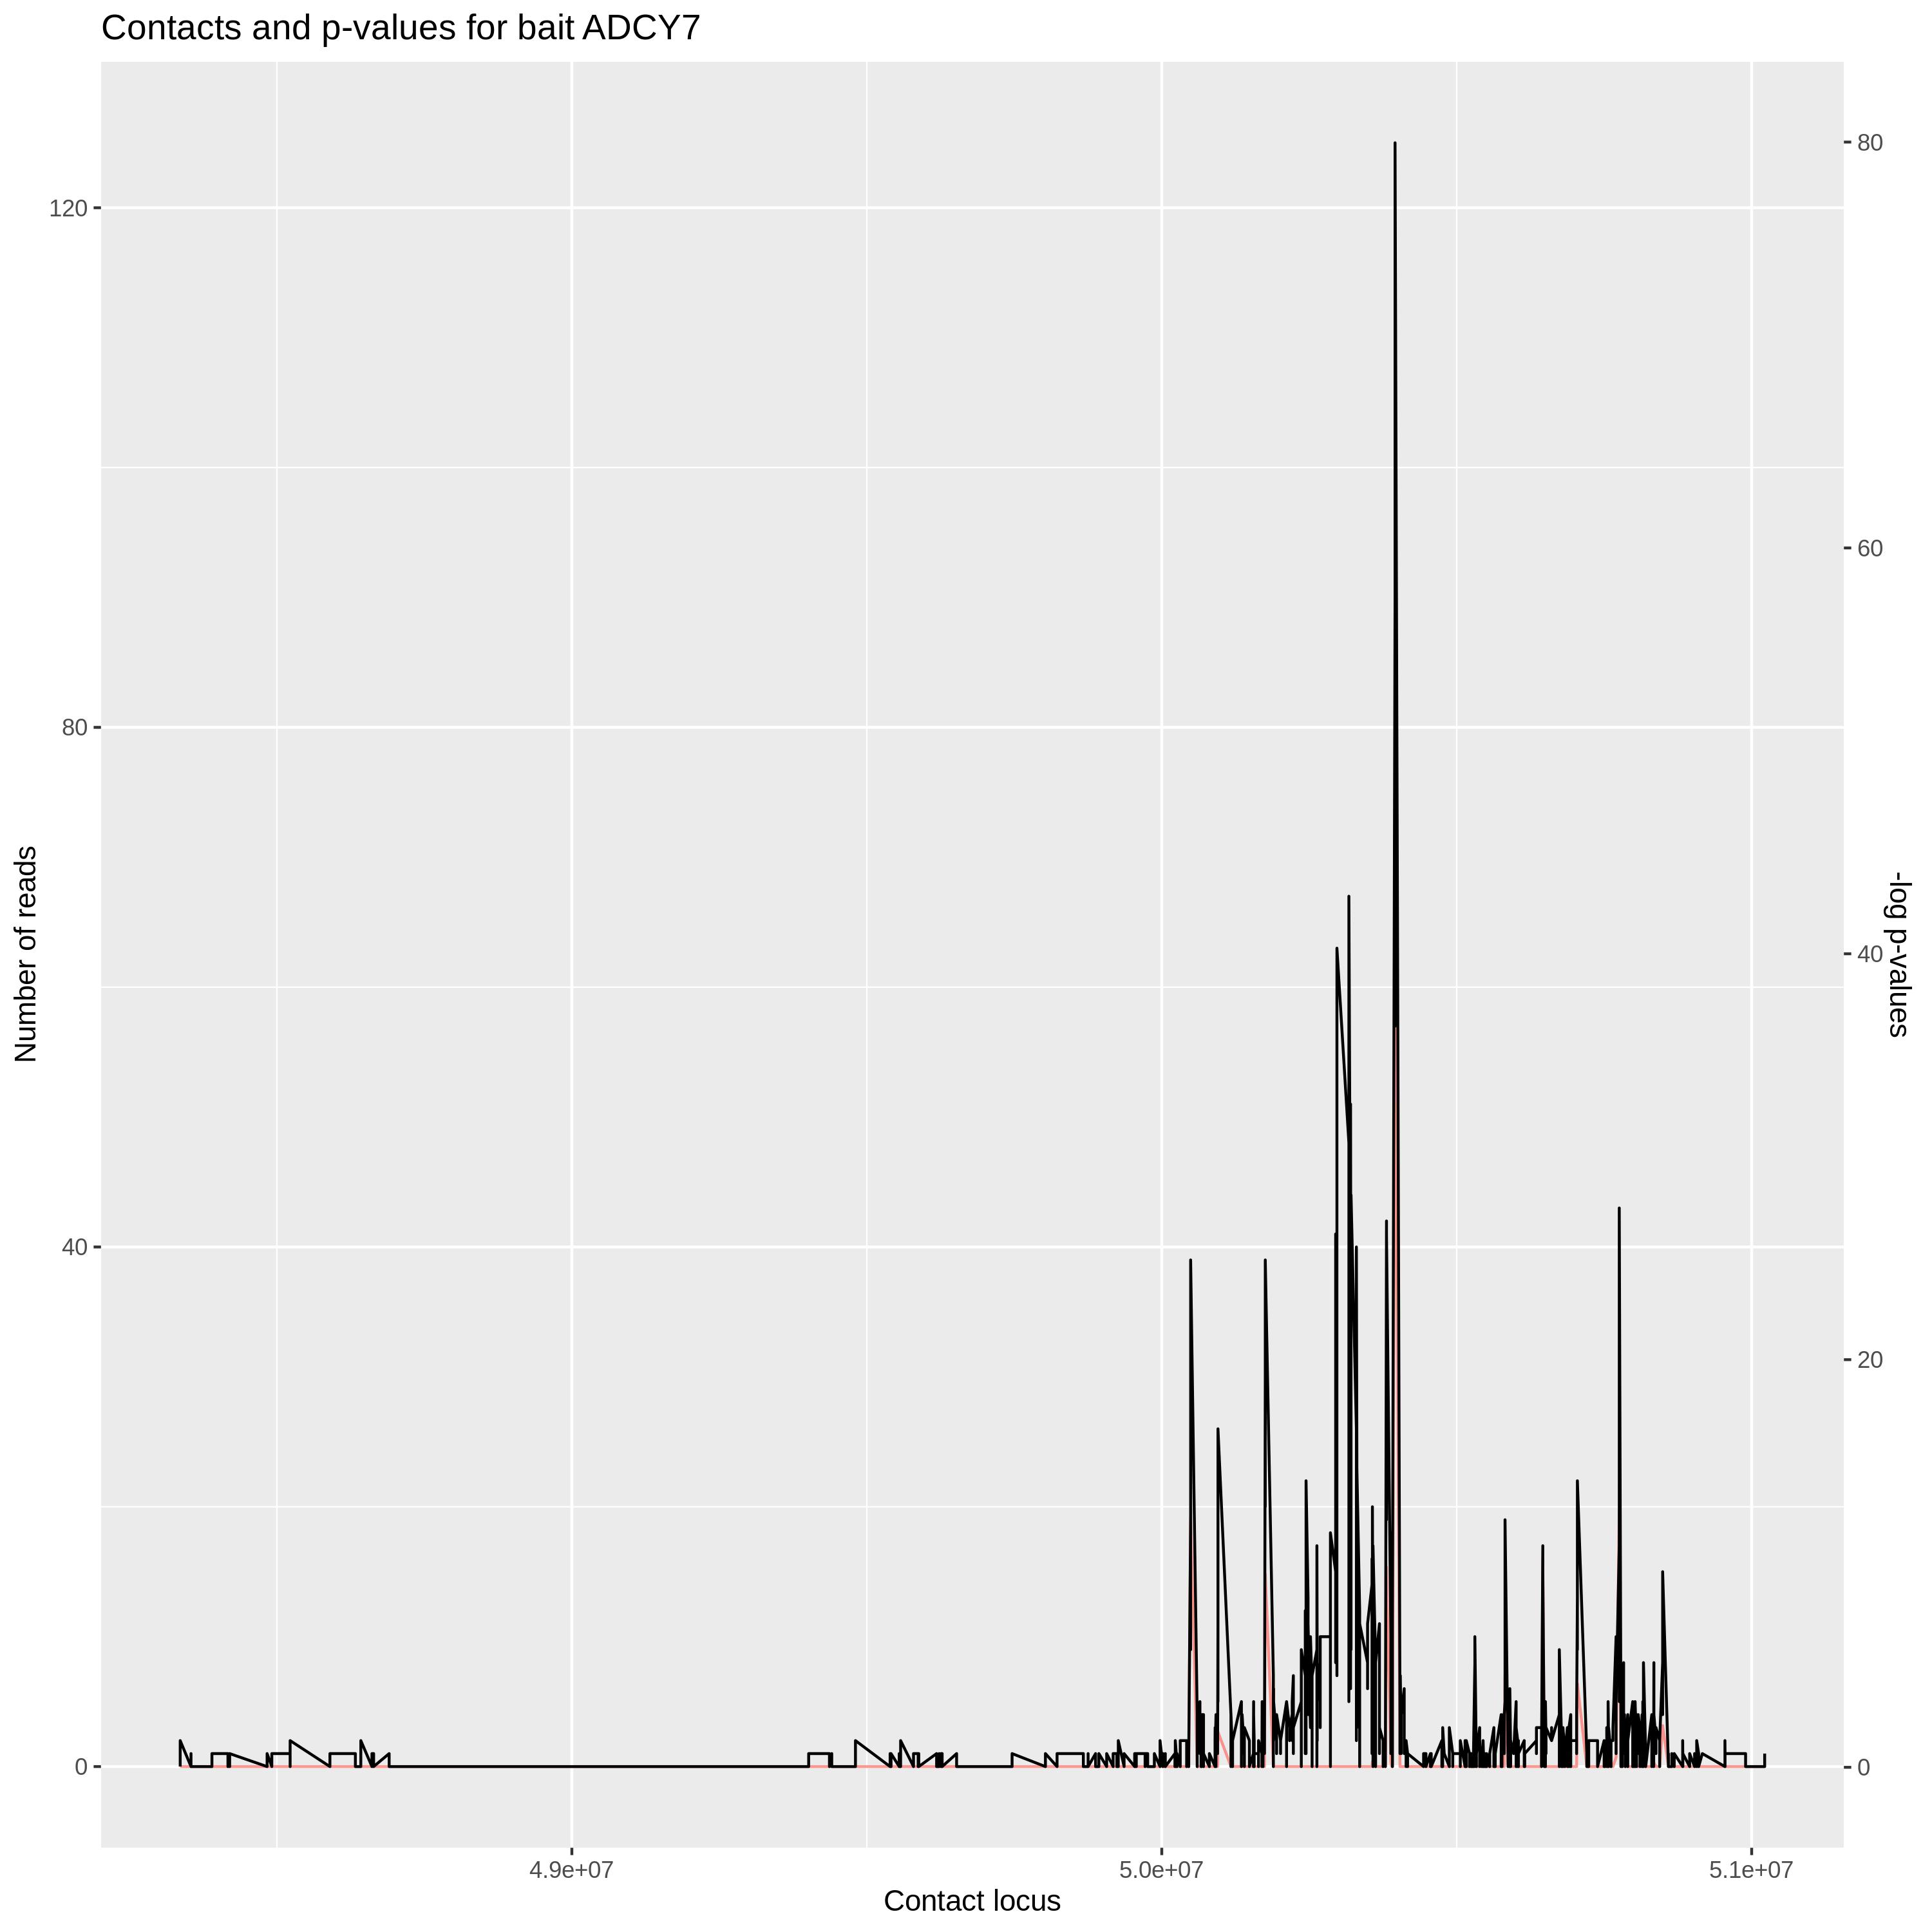 Contacts and p-values for bait ADCY7
120
80
40
0
Number of reads
80
60
40
20
0
-log p-values
4.9e+07
5.0e+07
5.1e+07
Contact locus